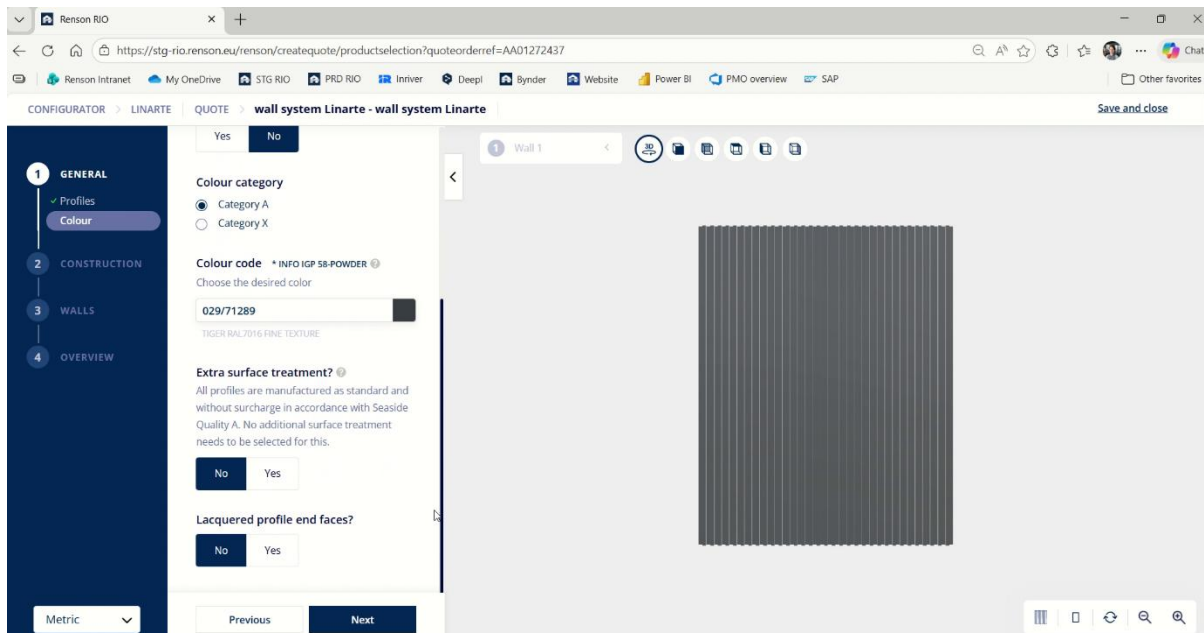 Renson RIO
https://stg-rio.renson.eu/renson/createquote/productselection?quoteorderref=AA01272437
Chat
Renson Intranet My OneDrive STG RIO PRD RIO Inriver Deepl Bynder Website Power BI PMO overview SAP Other favorites
CONFIGURATOR > LINARTE QUOTE > wall system Linarte - wall system Linarte Save and close
1 GENERAL
Profiles
Colour
2 CONSTRUCTION
3 WALLS
4 OVERVIEW
Metric
Yes No
Colour category
Category A
Category X
Colour code * INFO IGP 58-POWDER ?
Choose the desired color
029/71289
TIGER RAL7016 FINE TEXTURE
Extra surface treatment? ?
All profiles are manufactured as standard and
without surcharge in accordance with Seaside
Quality A. No additional surface treatment
needs to be selected for this.
No Yes
Lacquered profile end faces?
No Yes
Previous Next
1 Wall 1
3D